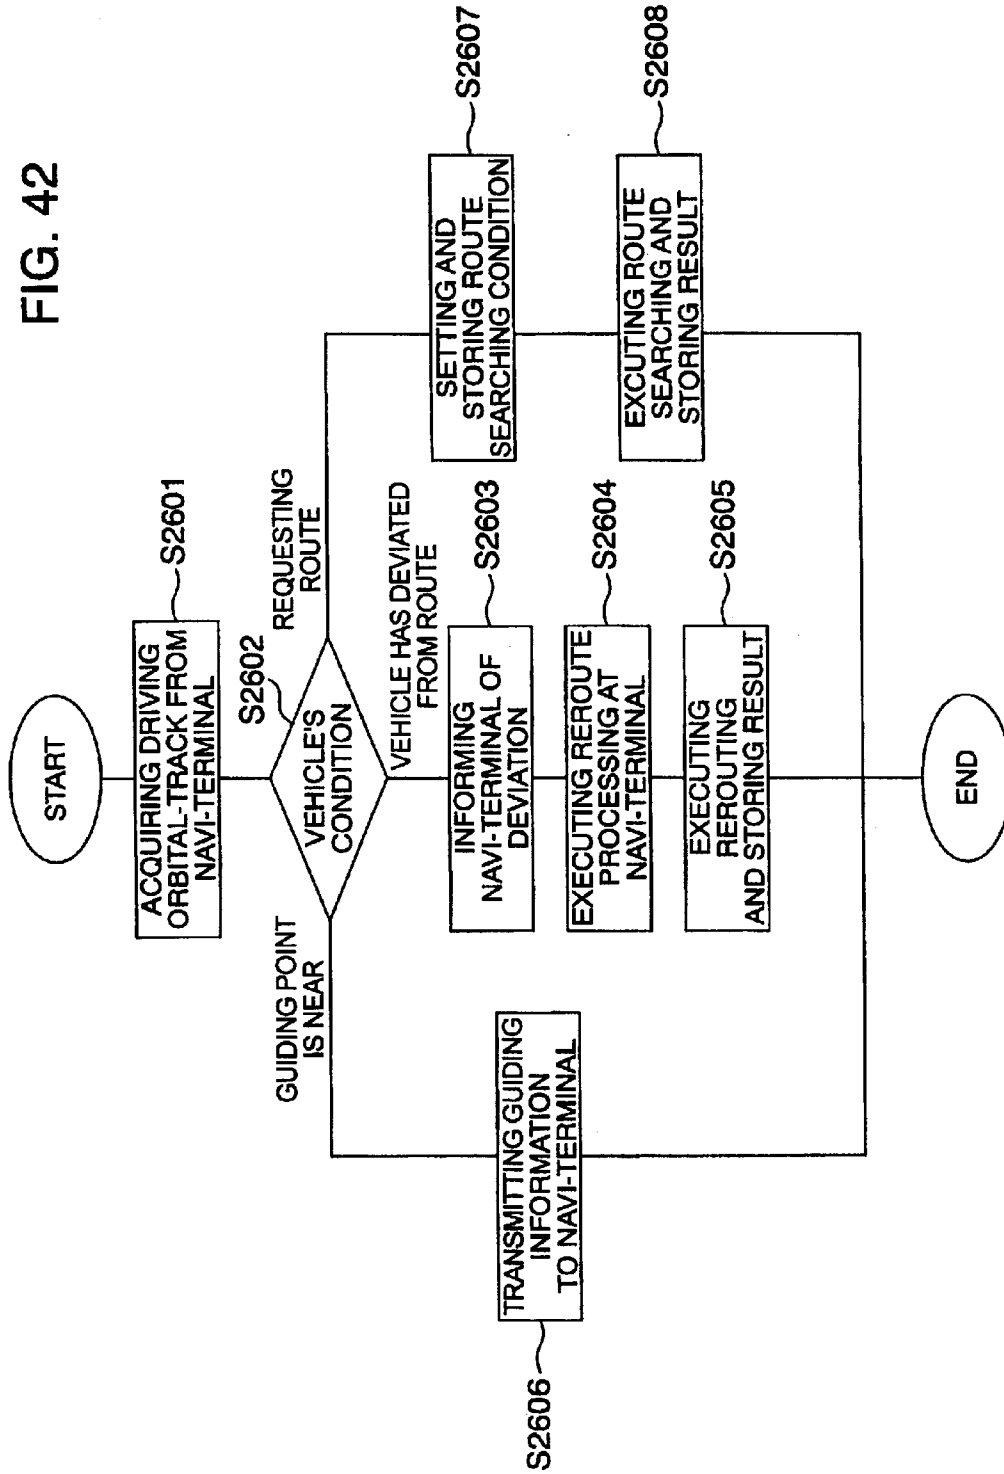 FIG. 42
START
ACQUIRING DRIVING
ORBITAL-TRACK FROM
NAVI-TERMINAL
S2601
S2602
VEHICLE'S
CONDITION
GUIDING POINT
IS NEAR
REQUESTING
ROUTE
VEHICLE HAS DEVIATED
FROM ROUTE
TRANSMITTING GUIDING
INFORMATION
TO NAVI-TERMINAL
S2606
INFORMING
NAVI-TERMINAL OF
DEVIATION
S2603
EXECUTING REROUTE
PROCESSING AT
NAVI-TERMINAL
S2604
EXECUTING
REROUTING
AND STORING RESULT
S2605
SETTING AND
STORING ROUTE
SEARCHING CONDITION
S2607
EXCUTING ROUTE
SEARCHING AND
STORING RESULT
S2608
END